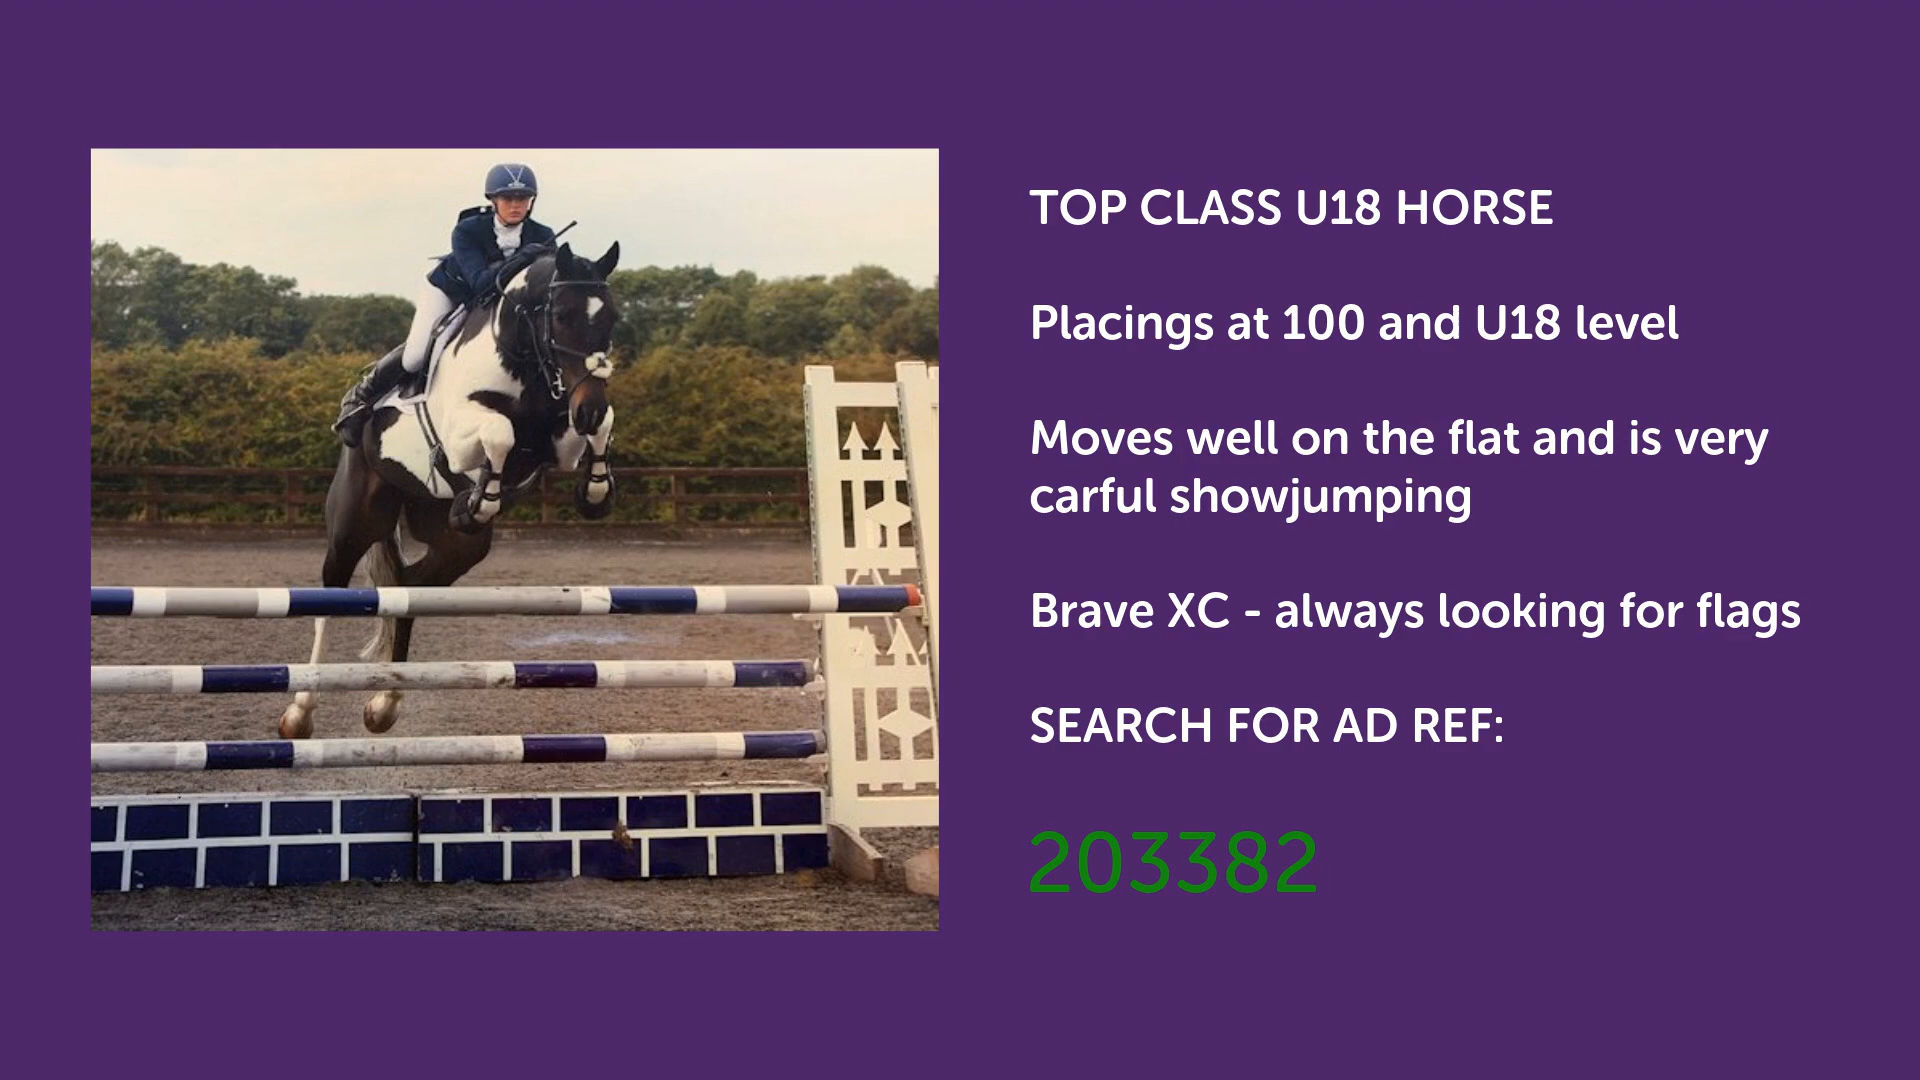 TOP CLASS U18 HORSE
Placings at 100 and U18 level
Moves well on the flat and is very
carful showjumping
Brave XC - always looking for flags
SEARCH FOR AD REF:
203382